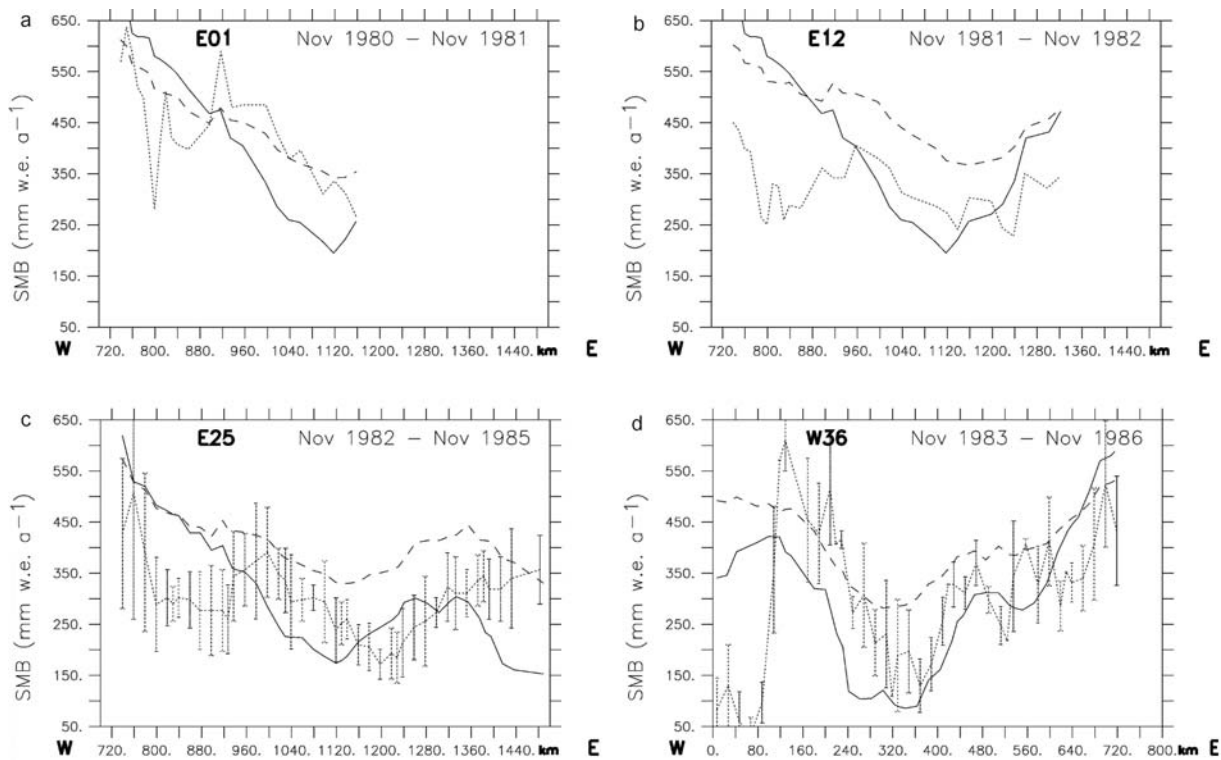 a
E01
Nov 1980 – Nov 1981
SMB (mm w.e. a−1)
650.
550.
450.
350.
250.
150.
50.
W
720. 800. 880. 960. 1040. 1120. 1200. 1280. 1360. 1440. km
E
b
E12
Nov 1981 – Nov 1982
SMB (mm w.e. a−1)
650.
550.
450.
350.
250.
150.
50.
W
720. 800. 880. 960. 1040. 1120. 1200. 1280. 1360. 1440. km
E
c
E25
Nov 1982 – Nov 1985
SMB (mm w.e. a−1)
650.
550.
450.
350.
250.
150.
50.
W
720. 800. 880. 960. 1040. 1120. 1200. 1280. 1360. 1440. km
E
d
W36
Nov 1983 – Nov 1986
SMB (mm w.e. a−1)
650.
550.
450.
350.
250.
150.
50.
W
0. 80. 160. 240. 320. 400. 480. 560. 640. 720. 800. km
E